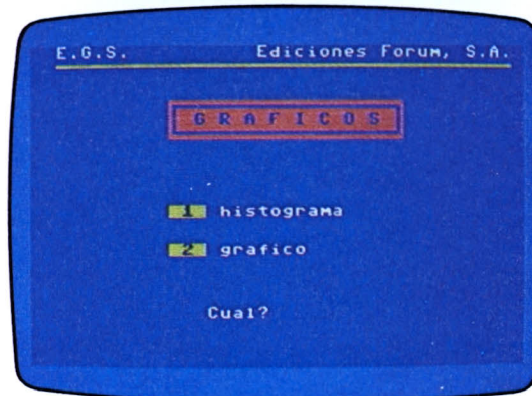 E.G.S. Ediciones Forum, S.A.
GRAFICOS
1 histograma
2 grafico
Cual?